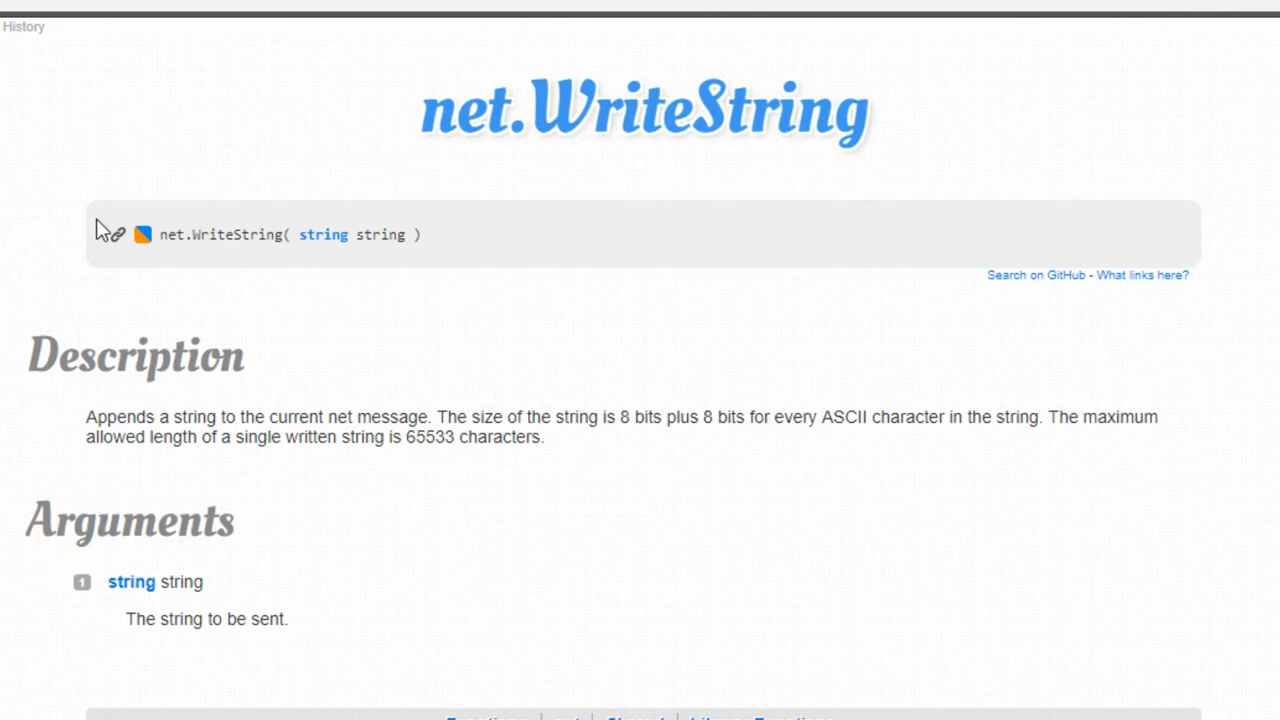 History
net.WriteString
net.WriteString( string string )
Search on GitHub - What links here?
Description
Appends a string to the current net message. The size of the string is 8 bits plus 8 bits for every ASCII character in the string. The maximum
allowed length of a single written string is 65533 characters.
Arguments
1 string string
The string to be sent.